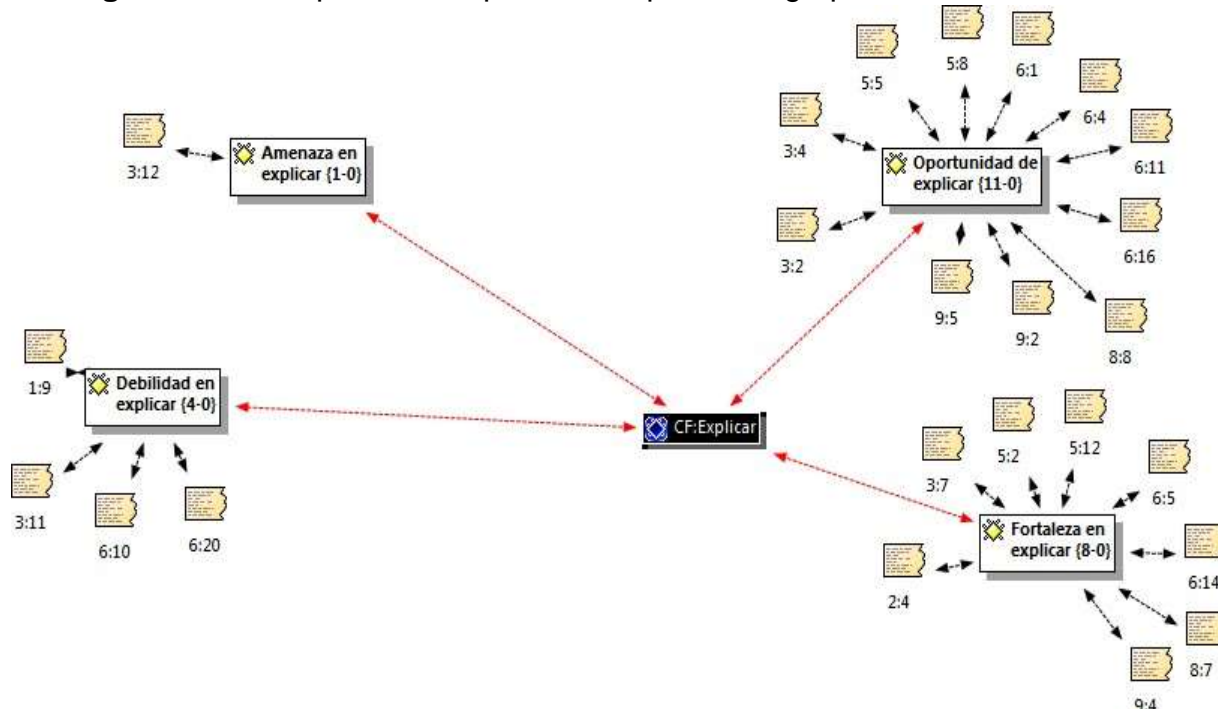 5:5
5:8
6:1
6:4
6:11
3:4
3:12
Amenaza en
explicar {1-0}
Oportunidad de
explicar {11-0}
3:2
6:16
9:5
9:2
8:8
1:9
Debilidad en
explicar {4-0}
CF:Explicar
3:11
6:10
6:20
3:7
5:2
5:12
6:5
Fortaleza en
explicar {8-0}
2:4
6:14
8:7
9:4